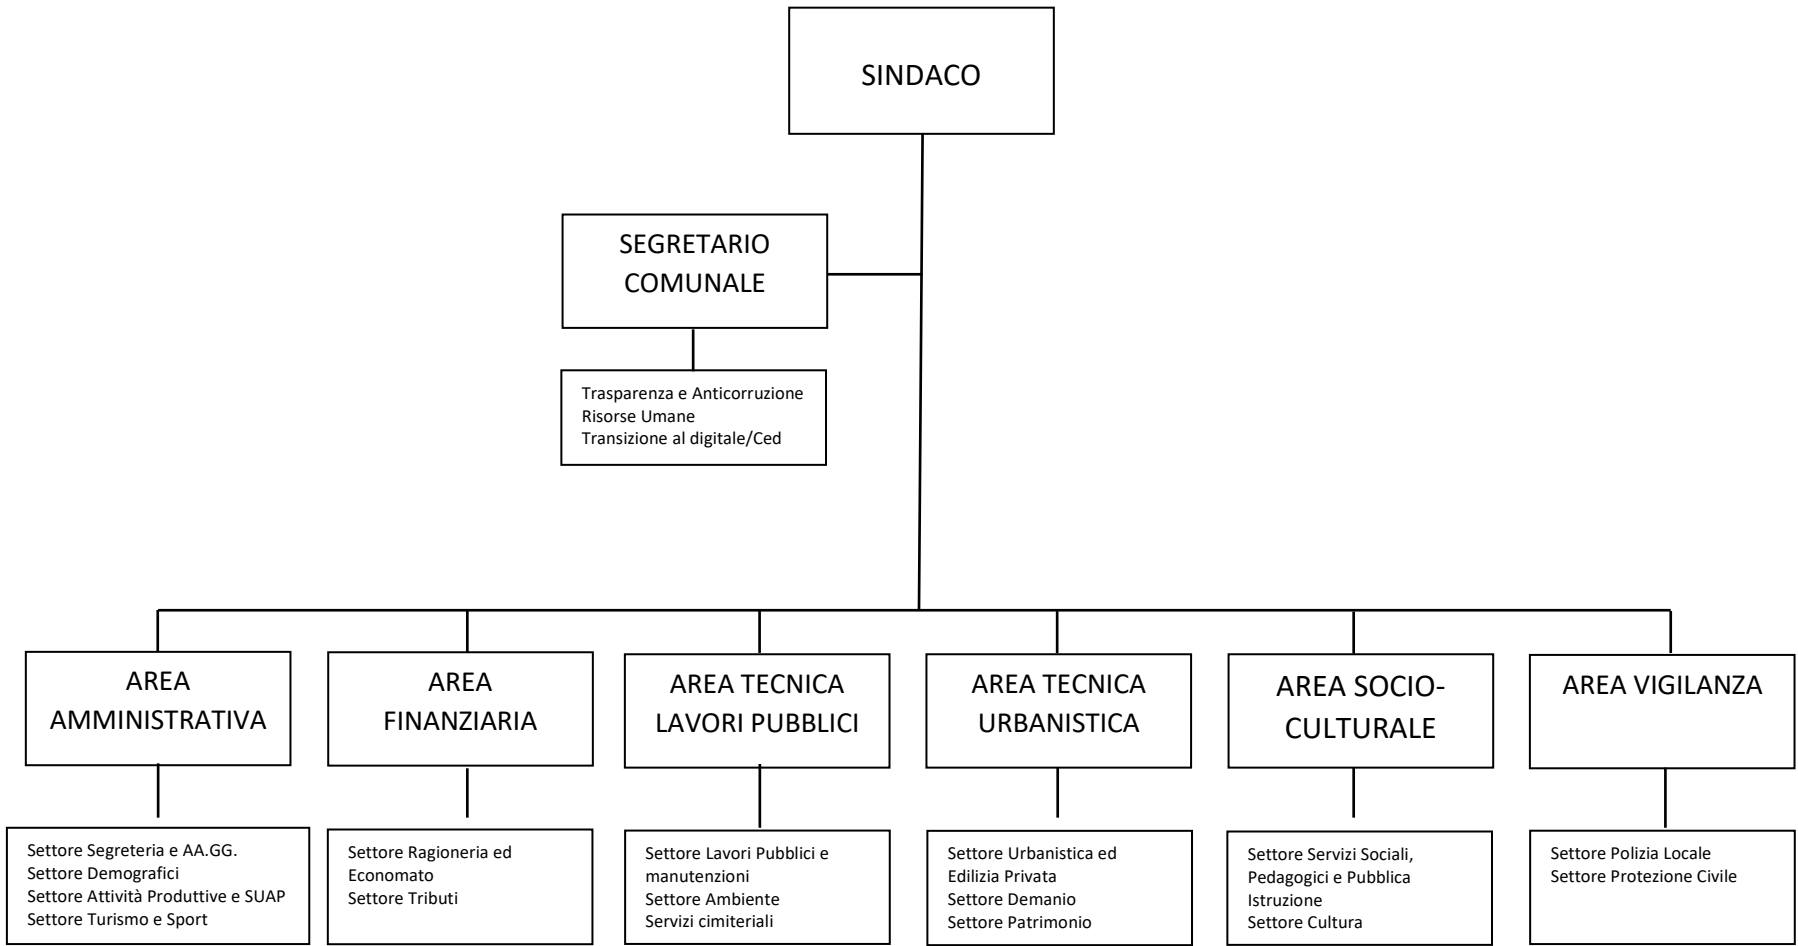 SINDACO
SEGRETARIO
COMUNALE
Trasparenza e Anticorruzione
Risorse Umane
Transizione al digitale/Ced
AREA
AMMINISTRATIVA
AREA
FINANZIARIA
AREA TECNICA
LAVORI PUBBLICI
AREA TECNICA
URBANISTICA
AREA SOCIO-
CULTURALE
AREA VIGILANZA
Settore Segreteria e AA.GG.
Settore Demografici
Settore Attività Produttive e SUAP
Settore Turismo e Sport
Settore Ragioneria ed
Economato
Settore Tributi
Settore Lavori Pubblici e
manutenzioni
Settore Ambiente
Servizi cimiteriali
Settore Urbanistica ed
Edilizia Privata
Settore Demanio
Settore Patrimonio
Settore Servizi Sociali,
Pedagogici e Pubblica
Istruzione
Settore Cultura
Settore Polizia Locale
Settore Protezione Civile